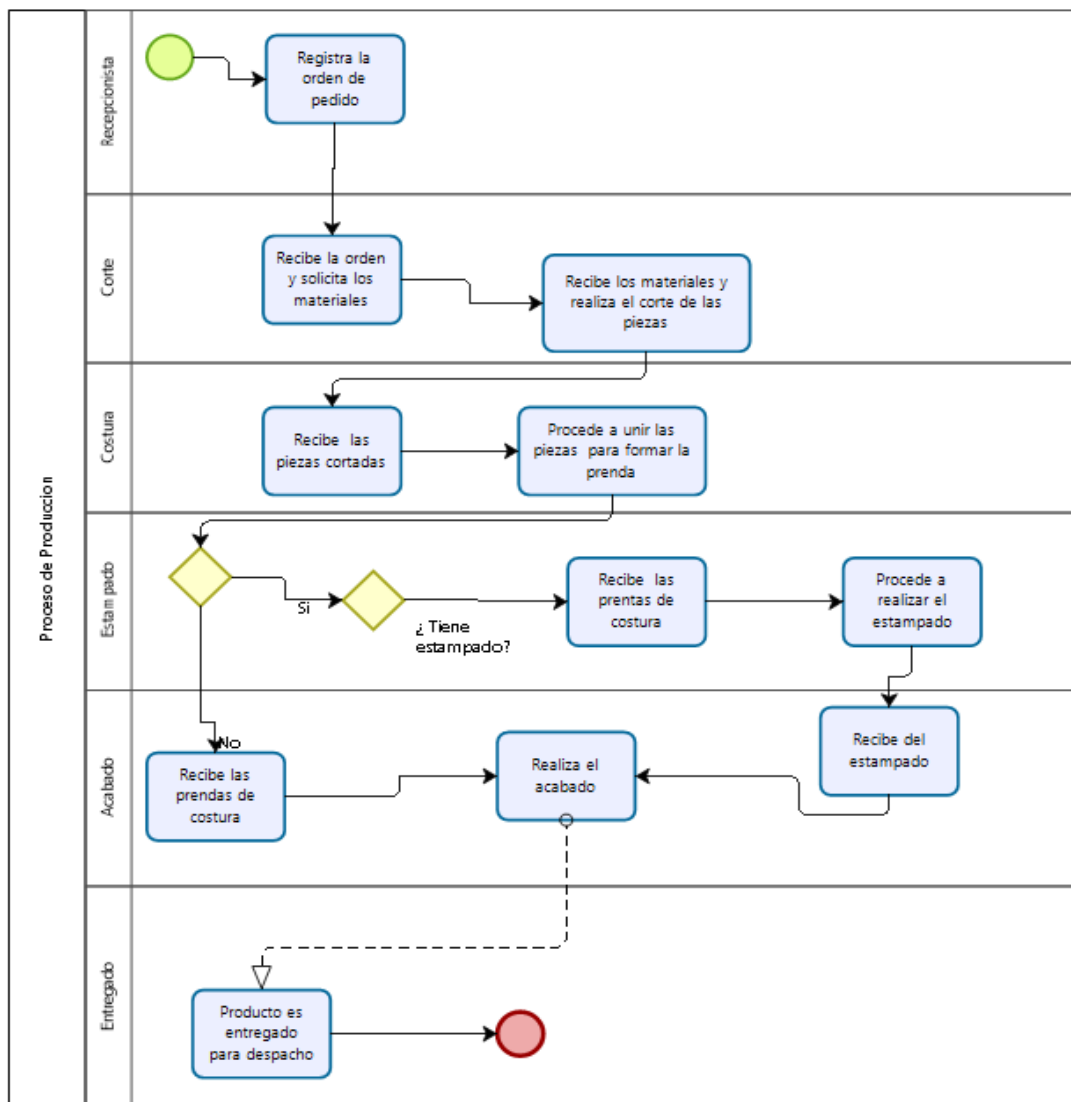 Proceso de Produccion
Recepcionista
Registra la
orden de
pedido
Corte
Recibe la orden
y solicita los
materiales
Recibe los materiales y
realiza el corte de las
piezas
Costura
Recibe las
piezas cortadas
Procede a unir las
piezas para formar la
prenda
Estampado
Si
¿ Tiene
estampado?
Recibe las
prentas de
costura
Procede a
realizar el
estampado
Acabado
No
Recibe las
prendas de
costura
Realiza el
acabado
Recibe del
estampado
Entregado
Producto es
entregado
para despacho